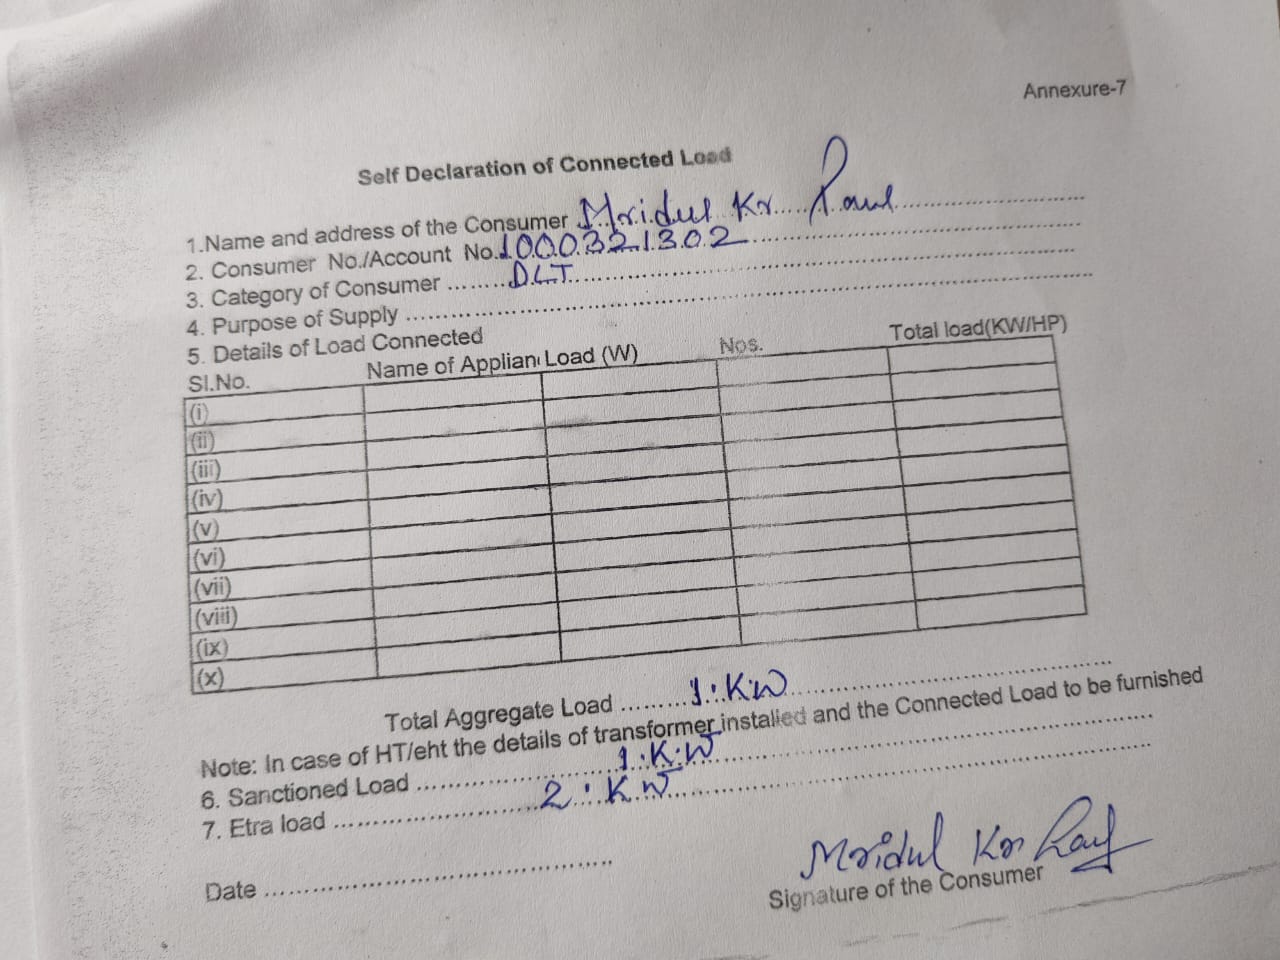 Annexure-7
Self Declaration of Connected Load
1.Name and address of the Consumer Mridul Kr. Paul
2. Consumer No./Account No. 1000321302
3. Category of Consumer ........ DLT
4. Purpose of Supply
5. Details of Load Connected
Sl.No. Name of Applian Load (W) Nos. Total load(KW/HP)
(i)
(ii)
(iii)
(iv)
(v)
(vi)
(vii)
(viii)
(ix)
(x)
Total Aggregate Load ......... 1.KW
Note: In case of HT/eht the details of transformer installed and the Connected Load to be furnished
6. Sanctioned Load ........ 1.K.W
7. Etra load ........ 2.KW
Date ........
Mridul Kr Paul
Signature of the Consumer